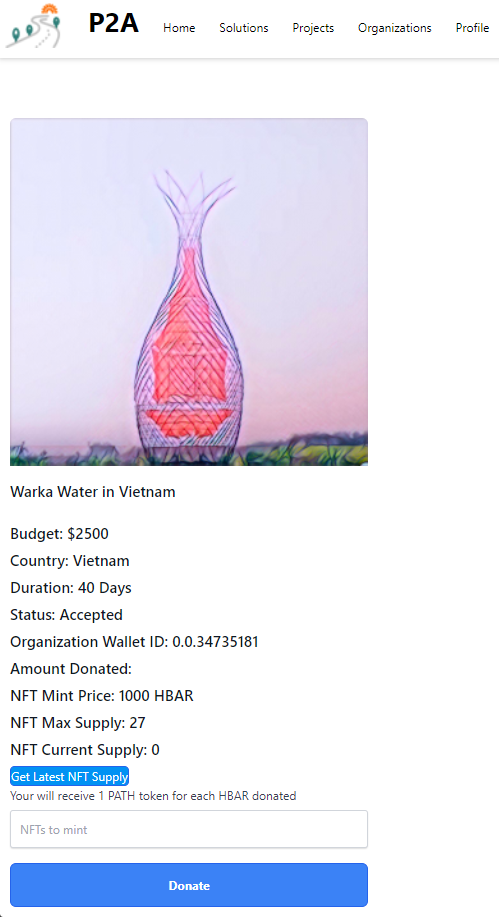 P2A
Home Solutions Projects Organizations Profile
Warka Water in Vietnam
Budget: $2500
Country: Vietnam
Duration: 40 Days
Status: Accepted
Organization Wallet ID: 0.0.34735181
Amount Donated:
NFT Mint Price: 1000 HBAR
NFT Max Supply: 27
NFT Current Supply: 0
Get Latest NFT Supply
Your will receive 1 PATH token for each HBAR donated
NFTs to mint
Donate